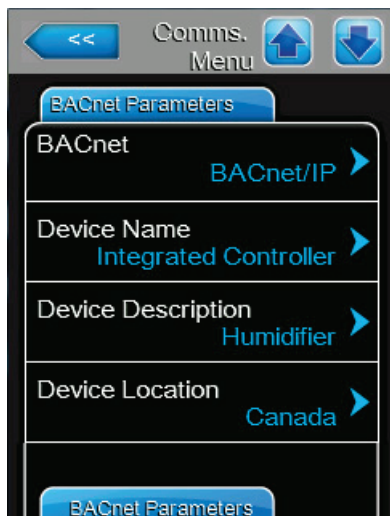 <<
Comms.
Menu
BACnet Parameters
BACnet
BACnet/IP
Device Name
Integrated Controller
Device Description
Humidifier
Device Location
Canada
BACnet Parameters